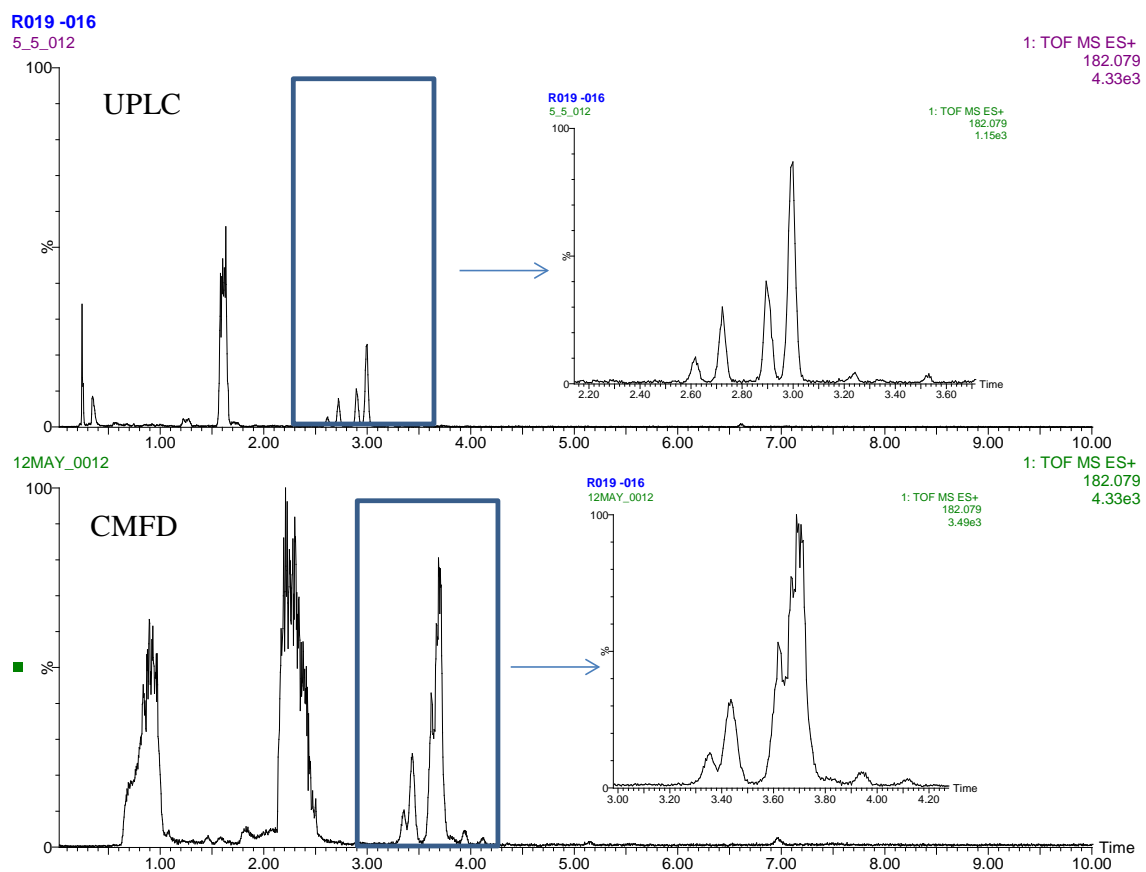 R019 -016
5_5_012
1: TOF MS ES+
182.079
4.33e3
100
%
0
UPLC
R019 -016
5_5_012
1: TOF MS ES+
182.079
1.15e3
100
%
0
2.20 2.40 2.60 2.80 3.00 3.20 3.40 3.60 Time
1.00 2.00 3.00 4.00 5.00 6.00 7.00 8.00 9.00 10.00
12MAY_0012
1: TOF MS ES+
182.079
4.33e3
100
%
0
CMFD
R019 -016
12MAY_0012
1: TOF MS ES+
182.079
3.49e3
100
%
0
3.00 3.20 3.40 3.60 3.80 4.00 4.20 Time
Time
1.00 2.00 3.00 4.00 5.00 6.00 7.00 8.00 9.00 10.00